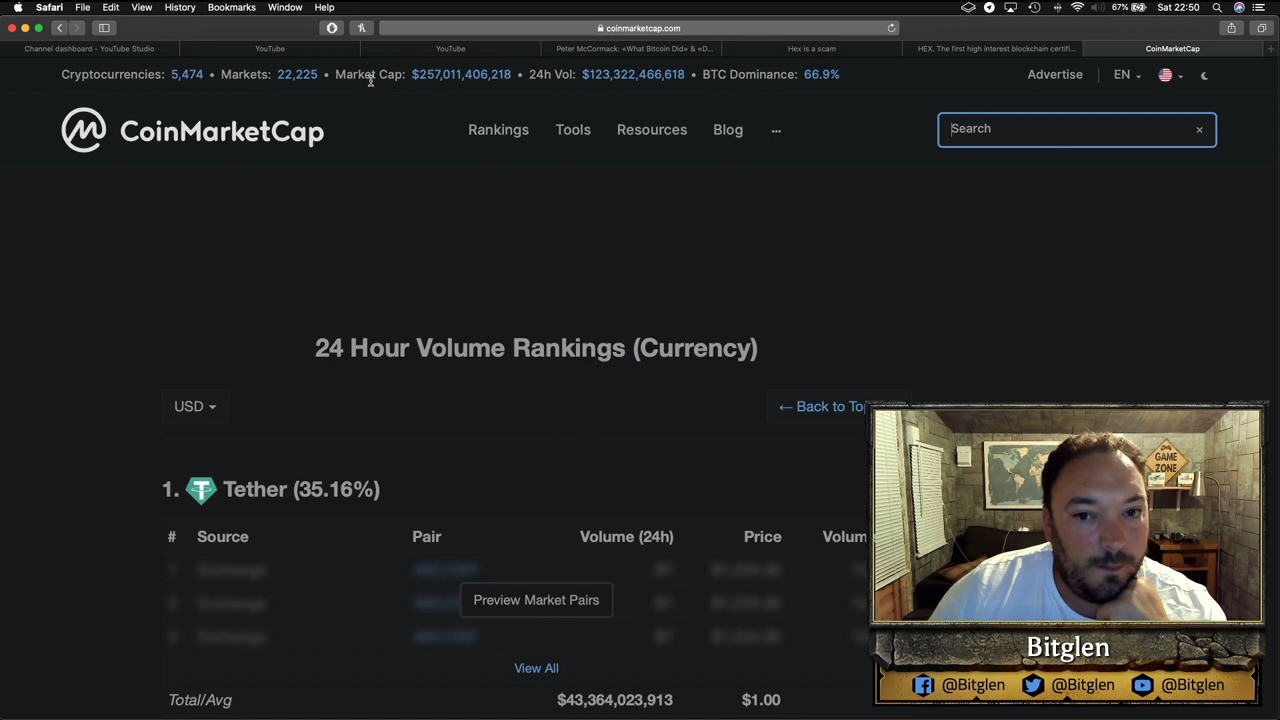 Safari File Edit View History Bookmarks Window Help 67% Sat 22:50
coinmarketcap.com
Channel dashboard - YouTube Studio YouTube YouTube Peter McCormack: «What Bitcoin Did» & «D... Hex is a scam HEX. The first high interest blockchain certifi... CoinMarketCap
Cryptocurrencies: 5,474 • Markets: 22,225 • Market Cap: $257,011,406,218 • 24h Vol: $123,322,466,618 • BTC Dominance: 66.9% Advertise EN
CoinMarketCap Rankings Tools Resources Blog ... Search ×
24 Hour Volume Rankings (Currency)
USD ← Back to Top
1. Tether (35.16%)
# Source Pair Volume (24h) Price Volum
Preview Market Pairs
View All
Total/Avg $43,364,023,913 $1.00
GAME
ZONE
Bitglen
@Bitglen @Bitglen @Bitglen